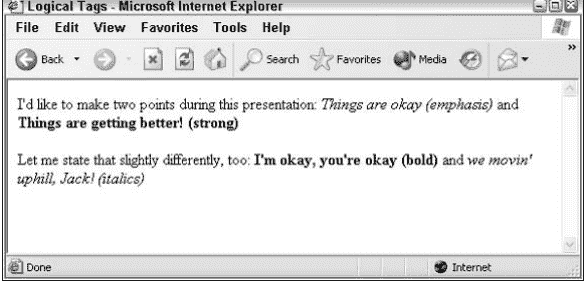 Logical Tags - Microsoft Internet Explorer
File Edit View Favorites Tools Help
Back Search Favorites Media »
I'd like to make two points during this presentation: Things are okay (emphasis) and
Things are getting better! (strong)
Let me state that slightly differently, too: I'm okay, you're okay (bold) and we movin'
uphill, Jack! (italics)
Done Internet